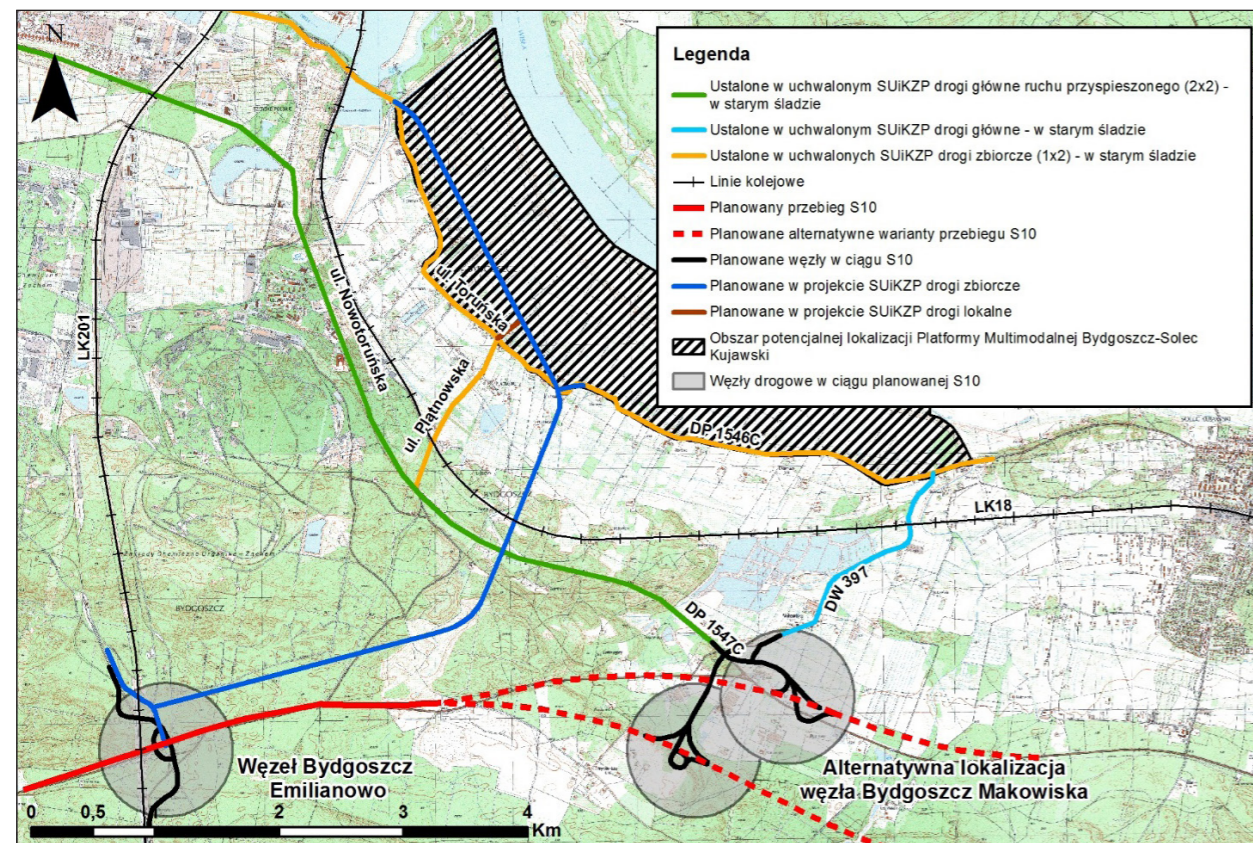 N
Legenda
Ustalone w uchwalonym SUiKZP drogi główne ruchu przyspieszonego (2x2) -
w starym śladzie
Ustalone w uchwalonym SUiKZP drogi główne - w starym śladzie
Ustalone w uchwalonych SUiKZP drogi zbiorcze (1x2) - w starym śladzie
Linie kolejowe
Planowany przebieg S10
Planowane alternatywne warianty przebiegu S10
Planowane węzły w ciągu S10
Planowane w projekcie SUiKZP drogi zbiorcze
Planowane w projekcie SUiKZP drogi lokalne
Obszar potencjalnej lokalizacji Platformy Multimodalnej Bydgoszcz-Solec
Kujawski
Węzły drogowe w ciągu planowanej S10
LK201
ul. Nowotoruńska
ul. Toruńska
ul. Plątnowska
DP 1546C
LK18
DW 397
DP 1547C
BYDGOSZCZ
BYDGOSZCZ
Węzeł Bydgoszcz
Emilianowo
Alternatywna lokalizacja
węzła Bydgoszcz Makowiska
0 0,5 1 2 3 4
Km